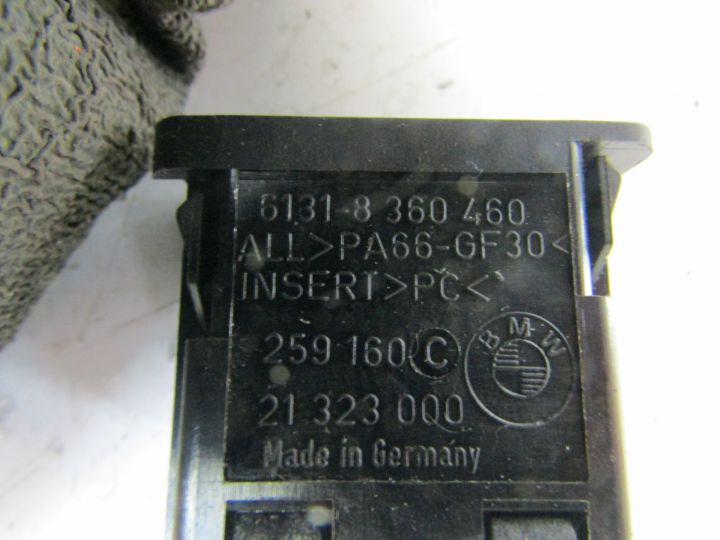 6131-8 360 460
ALL>PA66-GF30<
INSERT>PC<
259 160 C
BMW
21 323 000
Made in Germany